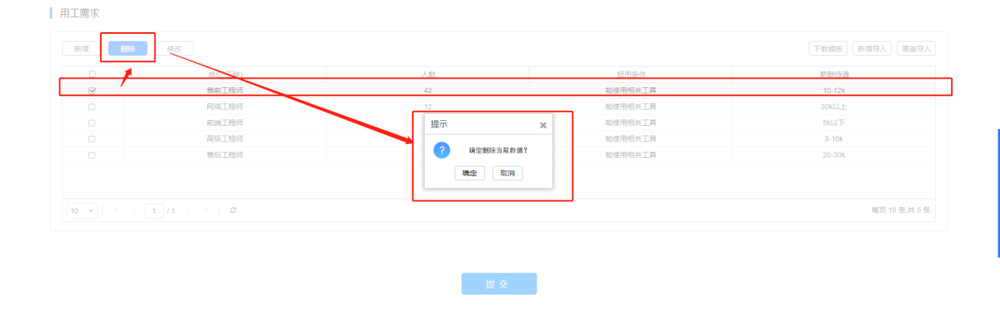 用工需求
新增 删除 修改 下载模板 新增导入 覆盖导入
岗位(工种) 人数 招用条件 薪酬待遇
售前工程师 42 能使用相关工具 10-12k
网络工程师 12 能使用相关工具 30k以上
前端工程师 能使用相关工具 5k以下
高级工程师 能使用相关工具 8-10k
售后工程师 能使用相关工具 20-30k
提示
确定删除当前数据?
确定 取消
10 1 / 1 每页 10 条,共 5 条
提 交